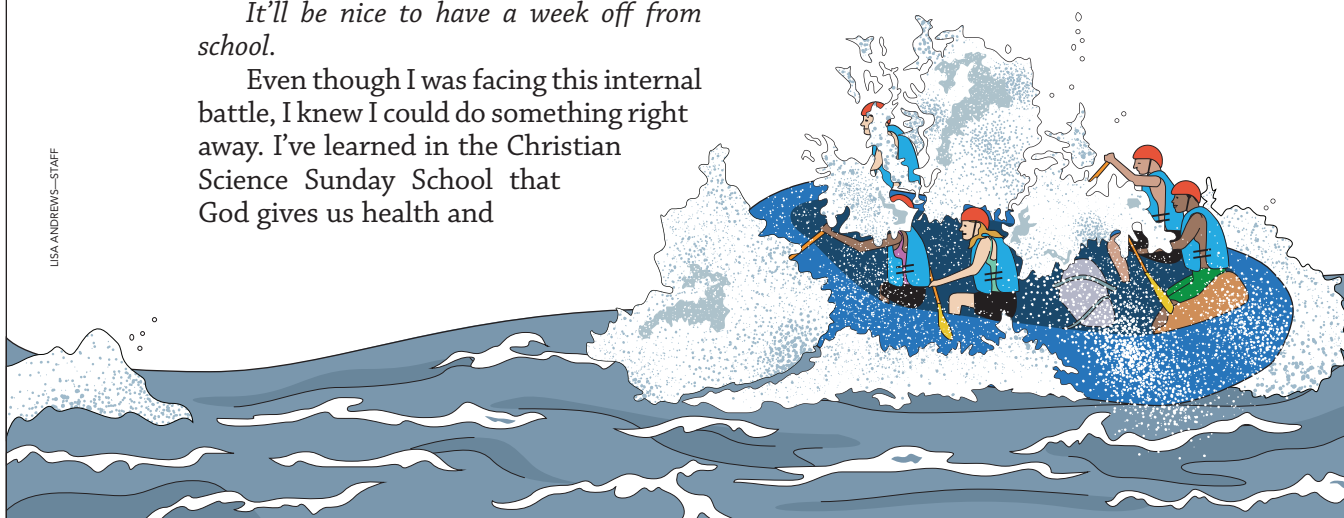 It’ll be nice to have a week off from
school.
Even though I was facing this internal
battle, I knew I could do something right
away. I’ve learned in the Christian
Science Sunday School that
God gives us health and
LISA ANDREWS—STAFF